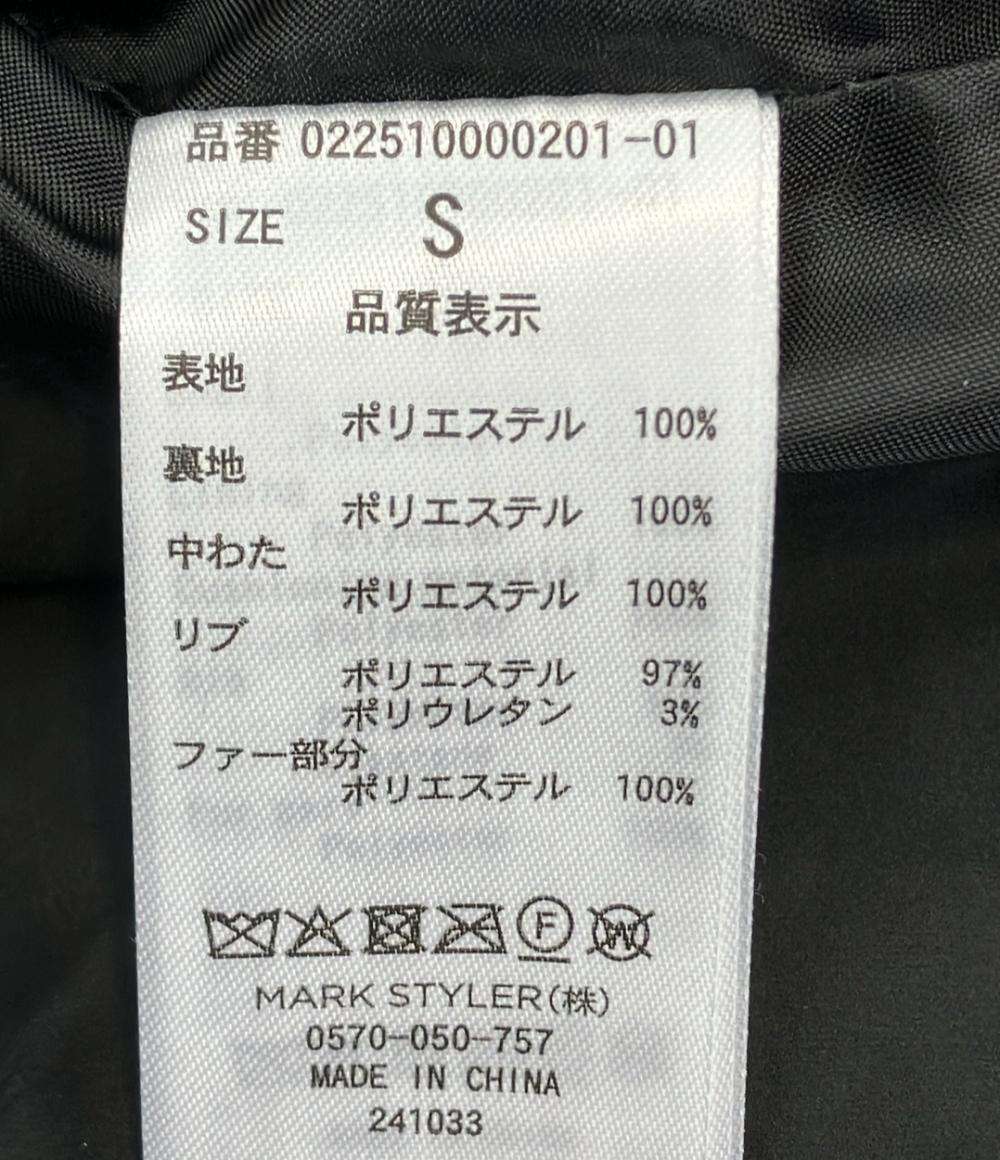 品番 022510000201-01
SIZE S
品質表示
表地
ポリエステル 100%
裏地
ポリエステル 100%
中わた
ポリエステル 100%
リブ
ポリエステル 97%
ポリウレタン 3%
ファー部分
ポリエステル 100%
F W
MARK STYLER(株)
0570-050-757
MADE IN CHINA
241033